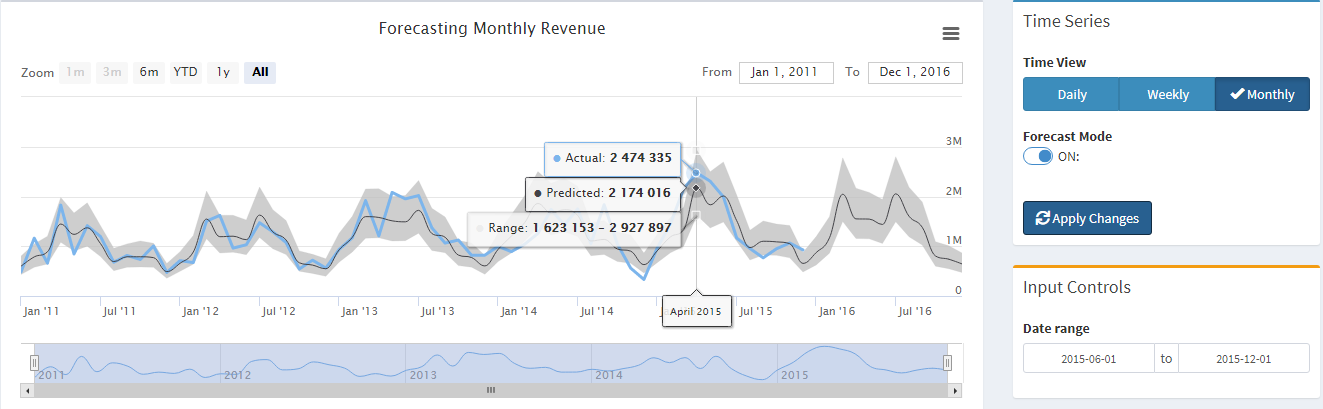 Forecasting Monthly Revenue
Zoom 1m 3m 6m YTD 1y All
From Jan 1, 2011 To Dec 1, 2016
3M
2M
1M
0
Actual: 2 474 335
Predicted: 2 174 016
Range: 1 623 153 - 2 927 897
Jan '11 Jul '11 Jan '12 Jul '12 Jan '13 Jul '13 Jan '14 Jul '14 Jul '15 Jan '16 Jul '16
April 2015
2011 2012 2013 2014 2015
Time Series
Time View
Daily Weekly Monthly
Forecast Mode
ON:
Apply Changes
Input Controls
Date range
2015-06-01 to 2015-12-01